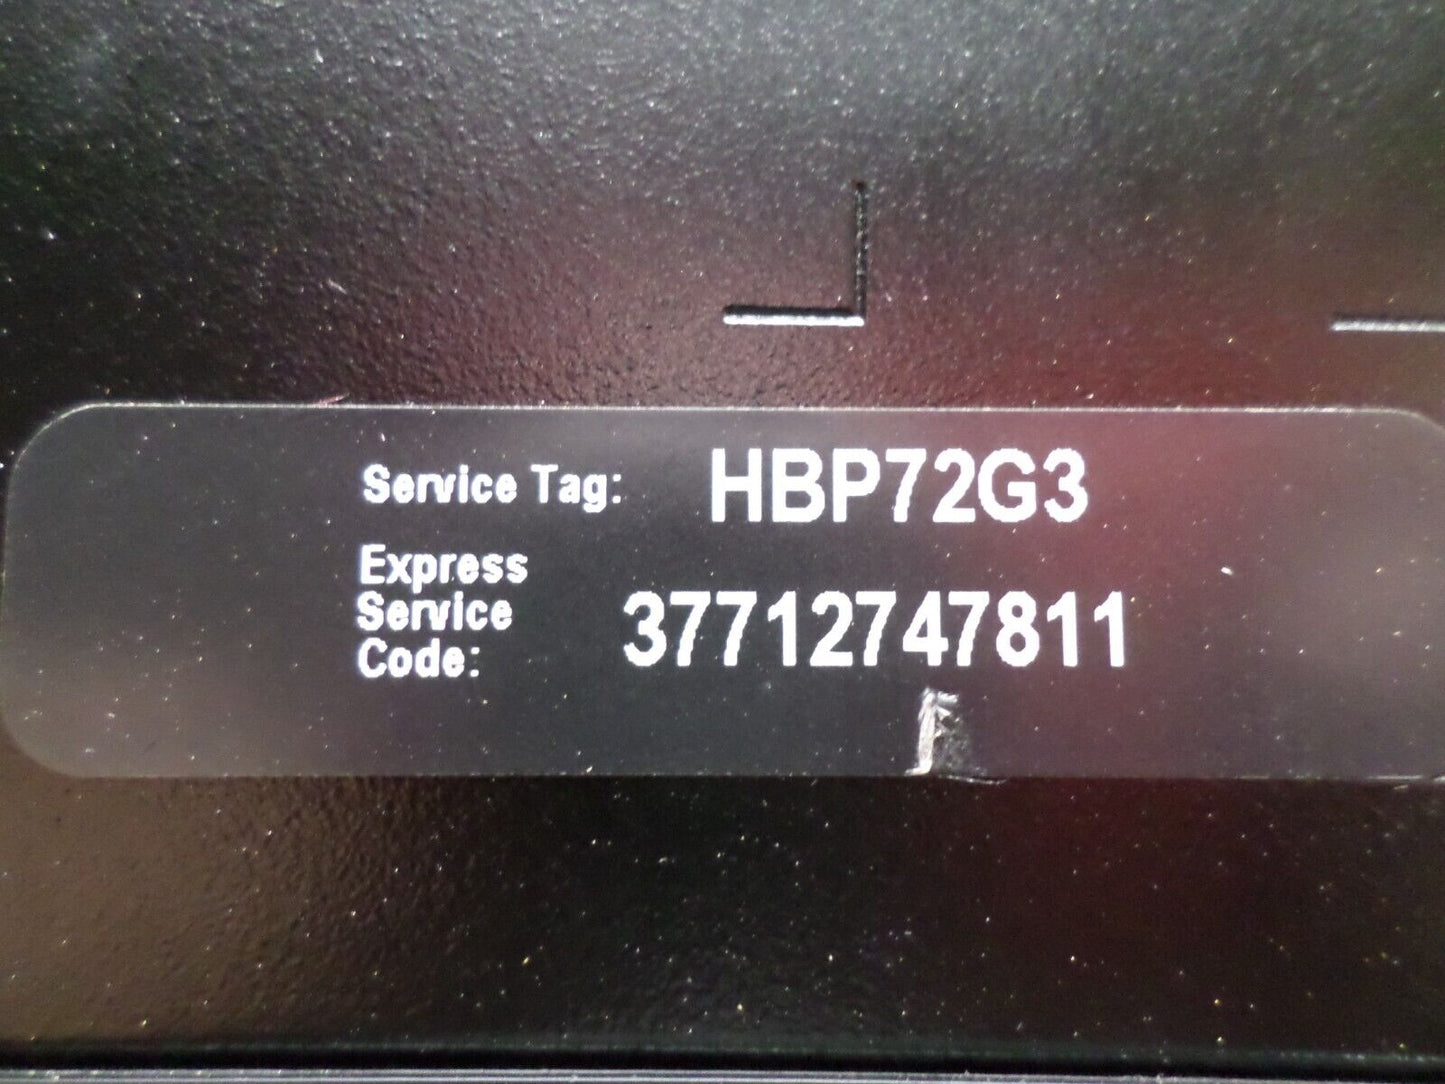 Service Tag: HBP72G3
Express
Service
Code: 37712747811